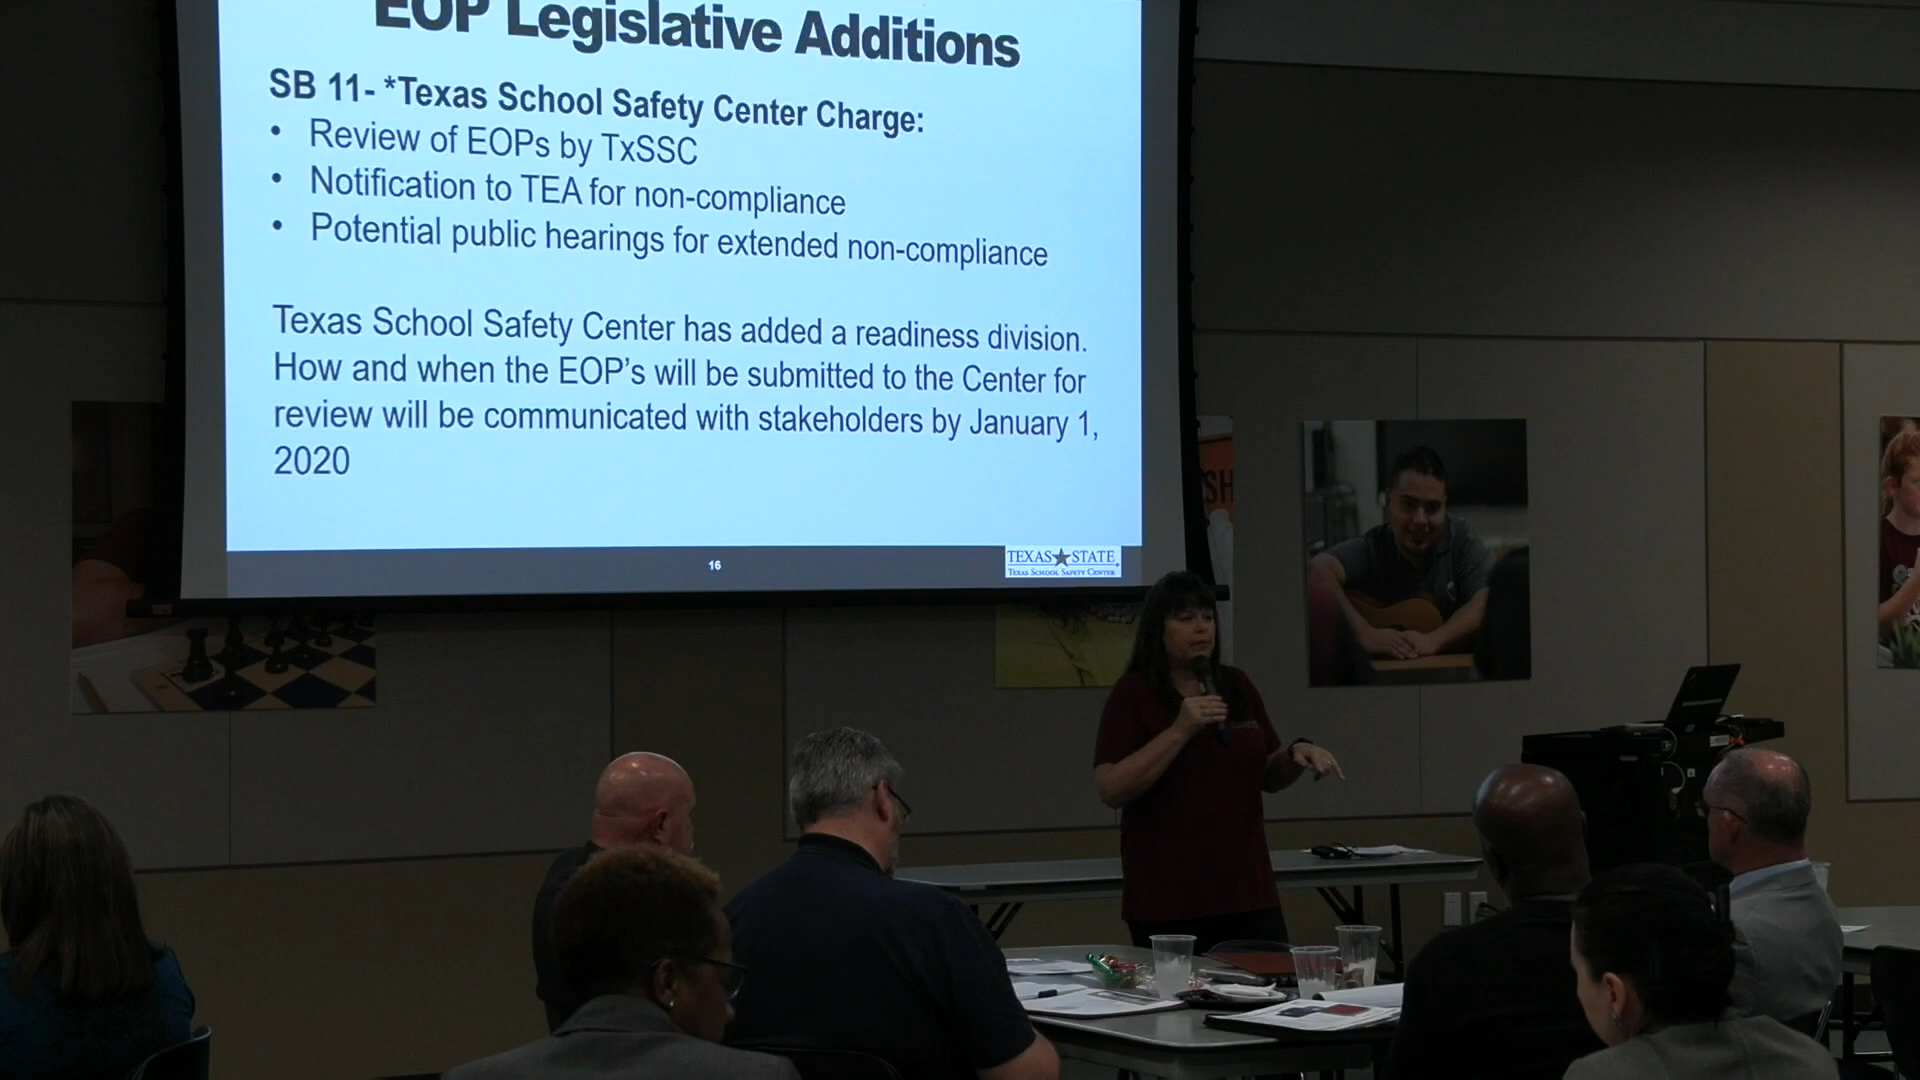 EOP Legislative Additions
SB 11- *Texas School Safety Center Charge:
• Review of EOPs by TxSSC
• Notification to TEA for non-compliance
• Potential public hearings for extended non-compliance
Texas School Safety Center has added a readiness division.
How and when the EOP's will be submitted to the Center for
review will be communicated with stakeholders by January 1,
2020
16
TEXAS★STATE
TEXAS SCHOOL SAFETY CENTER
SH